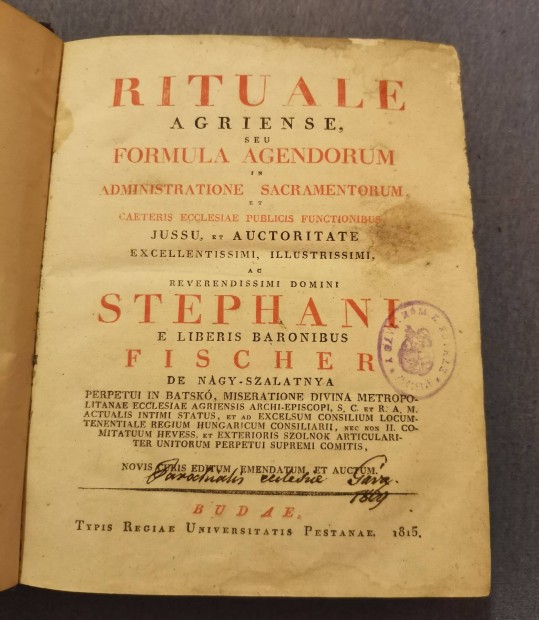 RITUALE
AGRIENSE,
SEU
FORMULA AGENDORUM
IN
ADMINISTRATIONE SACRAMENTORUM,
ET
CAETERIS ECCLESIAE PUBLICIS FUNCTIONIBUS
JUSSU, ET AUCTORITATE
EXCELLENTISSIMI, ILLUSTRISSIMI,
AC
REVERENDISSIMI DOMINI
STEPHANI
E LIBERIS BARONIBUS
FISCHER
DE NAGY-SZALATNYA
PERPETUI IN BATSKÓ, MISERATIONE DIVINA METROPO-
LITANAE ECCLESIAE AGRIENSIS ARCHI-EPISCOPI, S. C. ET R. A. M.
ACTUALIS INTIMI STATUS, ET AD EXCELSUM CONSILIUM LOCUM-
TENENTIALE REGIUM HUNGARICUM CONSILIARII, NEC NON II. CO-
MITATUUM HEVESS, ET EXTERIORIS SZOLNOK ARTICULARI-
TER UNITORUM PERPETUI SUPREMI COMITIS,
NOVIS CURIS EDITUM, EMENDATUM, ET AUCTUM.
Parochialis ecclesiae
1809
BUDAE,
TYPIS REGIAE UNIVERSITATIS PESTANAE. 1815.